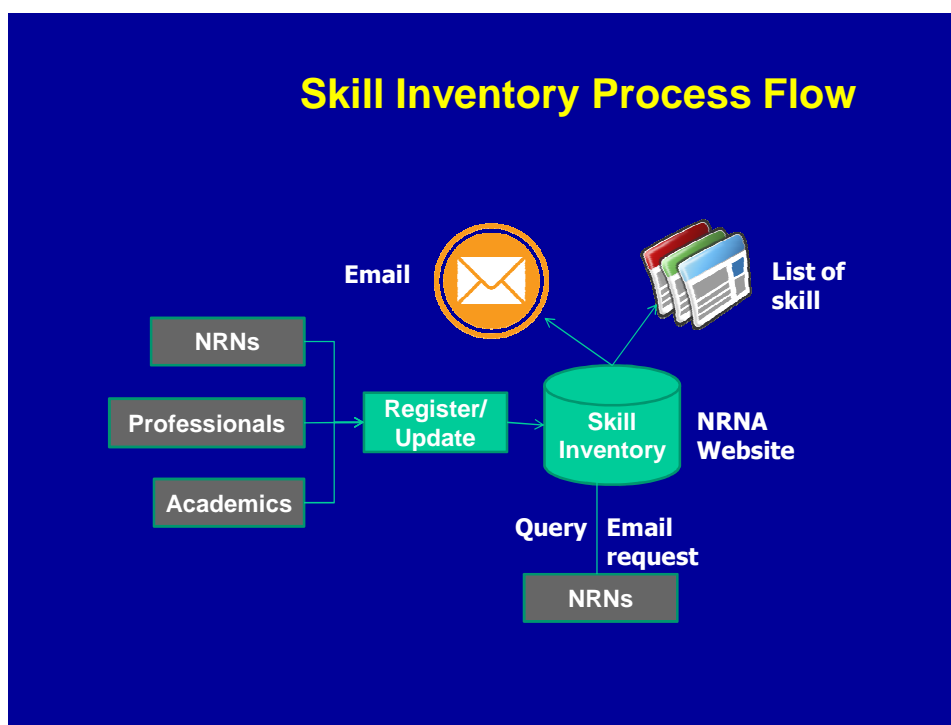 Skill Inventory Process Flow
Email
List of
skill
NRNs
Professionals
Academics
Register/
Update
Skill
Inventory
NRNA
Website
Query
Email
request
NRNs